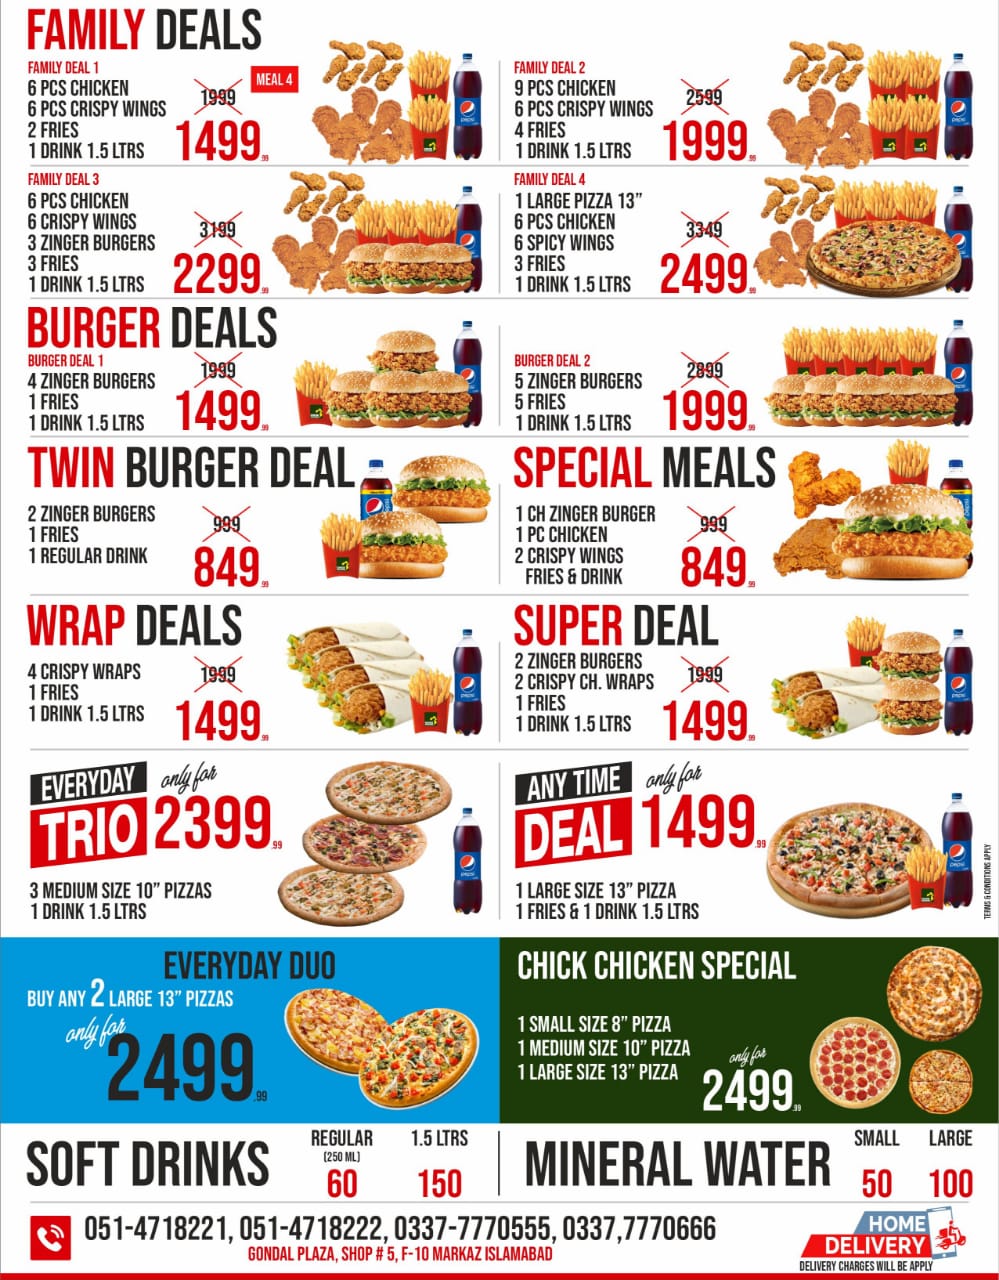 FAMILY DEALS
FAMILY DEAL 1
6 PCS CHICKEN
6 PCS CRISPY WINGS
2 FRIES
1 DRINK 1.5 LTRS
1999
MEAL 4
1499.99
FAMILY DEAL 2
9 PCS CHICKEN
6 PCS CRISPY WINGS
4 FRIES
1 DRINK 1.5 LTRS
2599
1999.99
FAMILY DEAL 3
6 PCS CHICKEN
6 CRISPY WINGS
3 ZINGER BURGERS
3 FRIES
1 DRINK 1.5 LTRS
3199
2299.99
FAMILY DEAL 4
1 LARGE PIZZA 13”
6 PCS CHICKEN
6 SPICY WINGS
3 FRIES
1 DRINK 1.5 LTRS
3349
2499.99
BURGER DEALS
BURGER DEAL 1
4 ZINGER BURGERS
1 FRIES
1 DRINK 1.5 LTRS
1999
1499.99
BURGER DEAL 2
5 ZINGER BURGERS
5 FRIES
1 DRINK 1.5 LTRS
2899
1999.99
TWIN BURGER DEAL
2 ZINGER BURGERS
1 FRIES
1 REGULAR DRINK
999
849.99
pepsi
SPECIAL MEALS
1 CH ZINGER BURGER
1 PC CHICKEN
2 CRISPY WINGS
FRIES & DRINK
999
849.99
WRAP DEALS
4 CRISPY WRAPS
1 FRIES
1 DRINK 1.5 LTRS
1999
1499.99
pepsi
SUPER DEAL
2 ZINGER BURGERS
2 CRISPY CH. WRAPS
1 FRIES
1 DRINK 1.5 LTRS
1999
1499.99
pepsi
EVERYDAY
TRIO
only for
2399.99
3 MEDIUM SIZE 10” PIZZAS
1 DRINK 1.5 LTRS
pepsi
ANY TIME
DEAL
only for
1499.99
1 LARGE SIZE 13” PIZZA
1 FRIES & 1 DRINK 1.5 LTRS
pepsi
TERMS & CONDITIONS APPLY
EVERYDAY DUO
BUY ANY 2 LARGE 13” PIZZAS
only for
2499.99
CHICK CHICKEN SPECIAL
1 SMALL SIZE 8” PIZZA
1 MEDIUM SIZE 10” PIZZA
1 LARGE SIZE 13” PIZZA
only for
2499.99
SOFT DRINKS
REGULAR
(250 ML)
60
1.5 LTRS
150
MINERAL WATER
SMALL
50
LARGE
100
051-4718221, 051-4718222, 0337-7770555, 0337,7770666
GONDAL PLAZA, SHOP # 5, F-10 MARKAZ ISLAMABAD
HOME
DELIVERY
DELIVERY CHARGES WILL BE APPLY